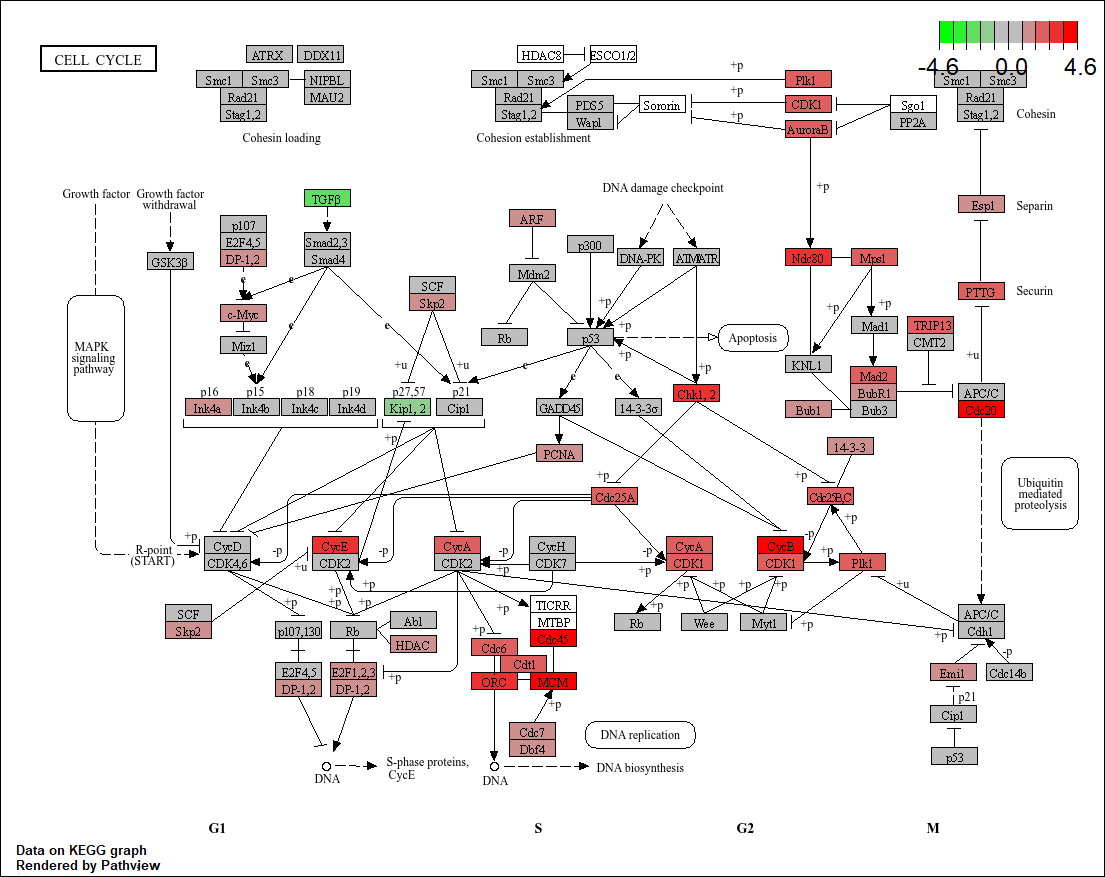 CELL CYCLE
ATRX DDX11
Smc1 Smc3 NIPBL
Rad21 MAU2
Stag1,2
Cohesin loading
HDAC8 ESCO1/2
Smc1 Smc3
Rad21
Stag1,2
PDS5
Wapl
Sororin
Cohesion establishment
+p
Plk1
+p
CDK1
+p
AuroraB
Sgo1
PP2A
-4.6 0.0 4.6
Smc1 Smc3
Rad21
Stag1,2
Cohesin
Growth factor
Growth factor
withdrawal
TGFβ
p107
E2F4,5
DP-1,2
Smad2,3
Smad4
GSK3β
e
c-Myc
Miz1
e
e
e
SCF
Skp2
MAPK
signaling
pathway
+u
+u
ARF
Mdm2
Rb
p300
DNA damage checkpoint
DNA-PK
ATM/ATR
+p
+p
p53
+p
Apoptosis
e
e
e
+p
Chk1, 2
+p
Ndc80
Mps1
+p
+p
Mad1
KNL1
TRIP13
CMT2
Mad2
BubR1
Bub3
Bub1
Esp1
Separin
PTTG
Securin
+u
APC/C
Cdc20
p16 p15 p18 p19
Ink4a Ink4b Ink4c Ink4d
p27,57 p21
Kip1, 2 Cip1
GADD45
14-3-3σ
+p
PCNA
+p
Cdc25A
14-3-3
+p
Cdc25B,C
Ubiquitin
mediated
proteolysis
R-point
(START)
+p
CycD
CDK4,6
-p
CycE
CDK2
-p
CycA
CDK2
-p
+p
CycH
CDK7
-p
+p
CycA
CDK1
-p
CycB
CDK1
+p
+p
Plk1
+u
+u
+p
+p
+p
+p
+p
+p
+p
+p
+p
SCF
Skp2
p107,130
Rb
Abl
HDAC
E2F4,5
DP-1,2
E2F1,2,3
DP-1,2
+p
+p
+p
TICRR
MTBP
Cdc45
Cdc6
Cdt1
ORC
MCM
+p
Cdc7
Dbf4
Rb
Wee
Myt1
+p
APC/C
Cdh1
+p
-p
Emi1
Cdc14b
p21
Cip1
p53
DNA
S-phase proteins,
CycE
DNA
DNA replication
DNA biosynthesis
G1 S G2 M
Data on KEGG graph
Rendered by Pathview